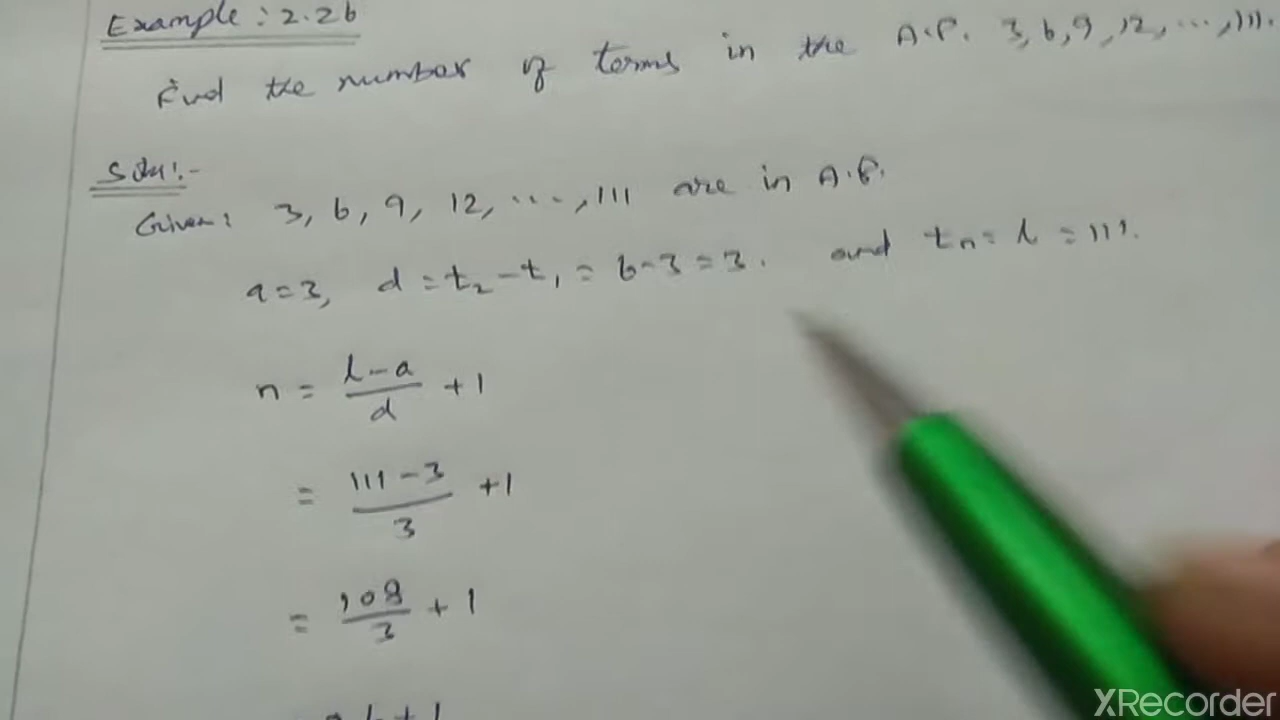 Example: 2.26
Find the number of terms in the A.P. 3, 6, 9, 12, ..., 111.
Soln:-
Given: 3, 6, 9, 12, ..., 111 are in A.P.
a = 3, d = t₂ - t₁ = 6 - 3 = 3. and tn = l = 111.
n = (l - a)/d + 1
= (111 - 3)/3 + 1
= 108/3 + 1
36 + 1
XRecorder